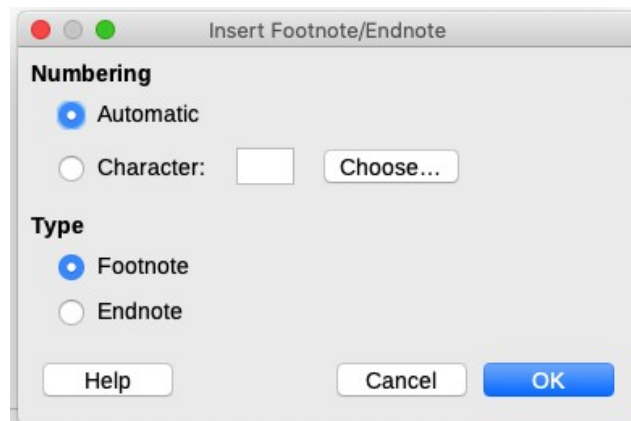 Insert Footnote/Endnote
Numbering
Automatic
Character: Choose...
Type
Footnote
Endnote
Help Cancel OK